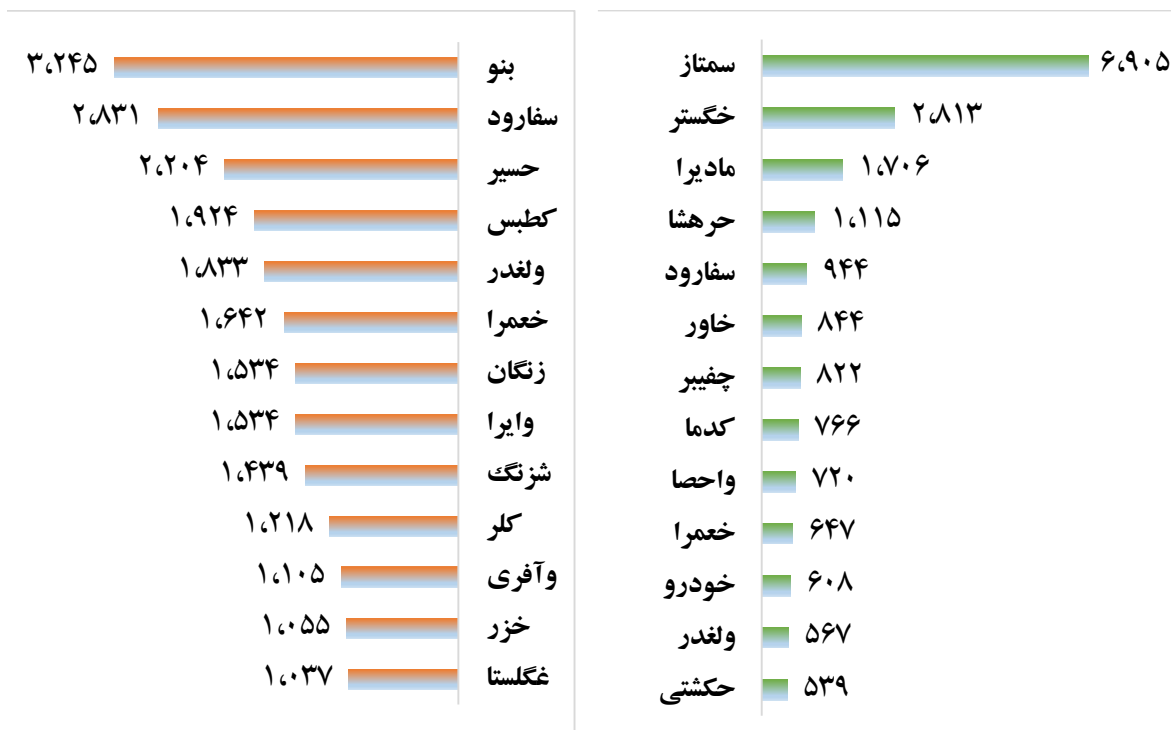 سمتاز ۶،۹۰۵
خگستر ۲،۸۱۳
مادیرا ۱،۷۰۶
حرهشا ۱،۱۱۵
سفارود ۹۴۴
خاور ۸۴۴
چفیبر ۸۲۲
کدما ۷۶۶
واحصا ۷۲۰
خعمرا ۶۴۷
خودرو ۶۰۸
ولغدر ۵۶۷
حکشتی ۵۳۹
بنو ۳،۲۴۵
سفارود ۲،۸۳۱
حسیر ۲،۲۰۴
کطبس ۱،۹۲۴
ولغدر ۱،۸۳۳
خعمرا ۱،۶۴۲
زنگان ۱،۵۳۴
وایرا ۱،۵۳۴
شزنگ ۱،۴۳۹
کلر ۱،۲۱۸
وآفری ۱،۱۰۵
خزر ۱،۰۵۵
غگلستا ۱،۰۳۷